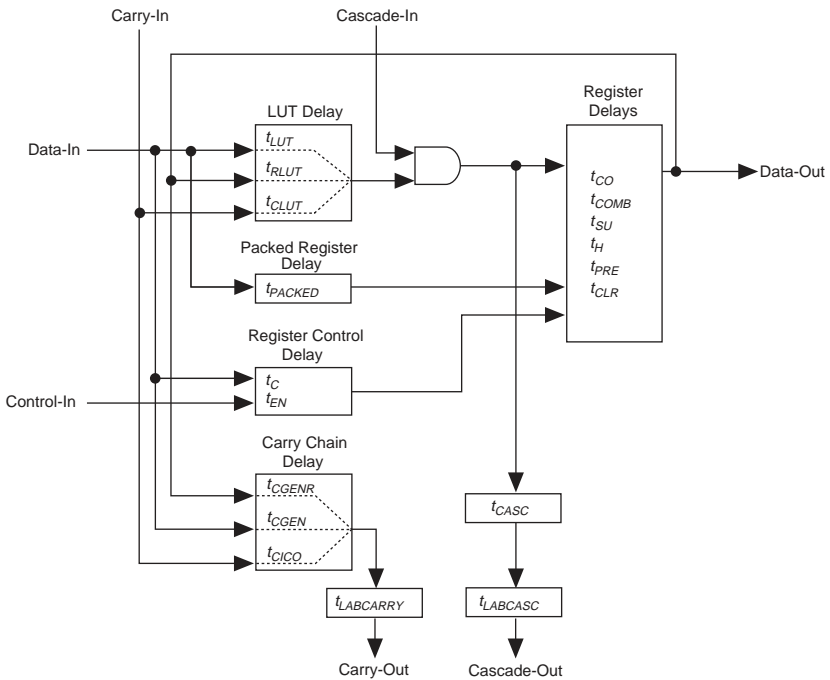 Carry-In
Cascade-In
Register
Delays
LUT Delay
Data-In
tLUT
tRLUT
tCLUT
tCO
tCOMB
tSU
tH
tPRE
tCLR
Data-Out
Packed Register
Delay
tPACKED
Register Control
Delay
tC
tEN
Control-In
Carry Chain
Delay
tCGENR
tCGEN
tCICO
tCASC
tLABCARRY
tLABCASC
Carry-Out
Cascade-Out